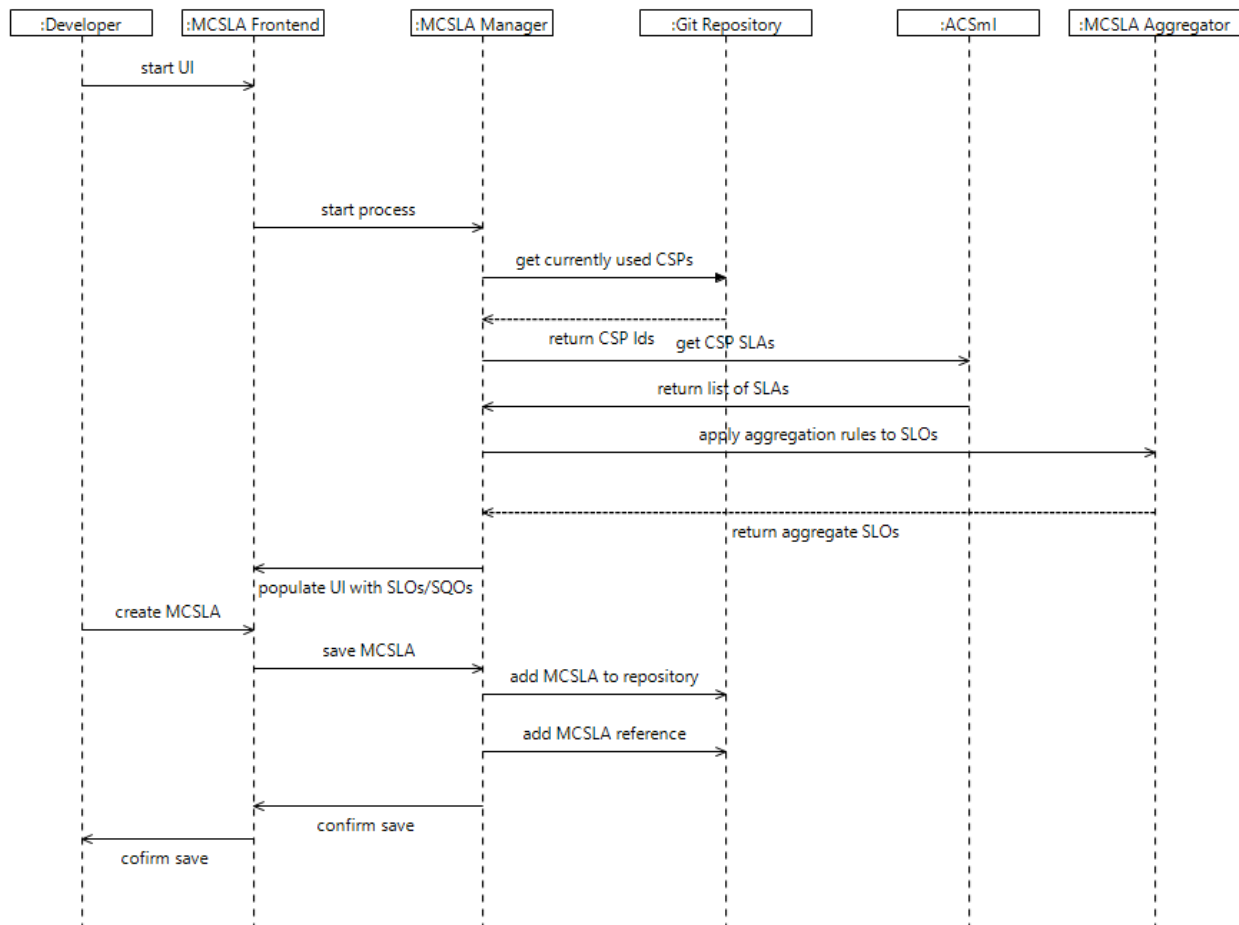 :Developer
:MCSLA Frontend
:MCSLA Manager
:Git Repository
:ACSmI
:MCSLA Aggregator
start UI
start process
get currently used CSPs
return CSP Ids
get CSP SLAs
return list of SLAs
apply aggregation rules to SLOs
return aggregate SLOs
populate UI with SLOs/SQOs
create MCSLA
save MCSLA
add MCSLA to repository
add MCSLA reference
confirm save
cofirm save